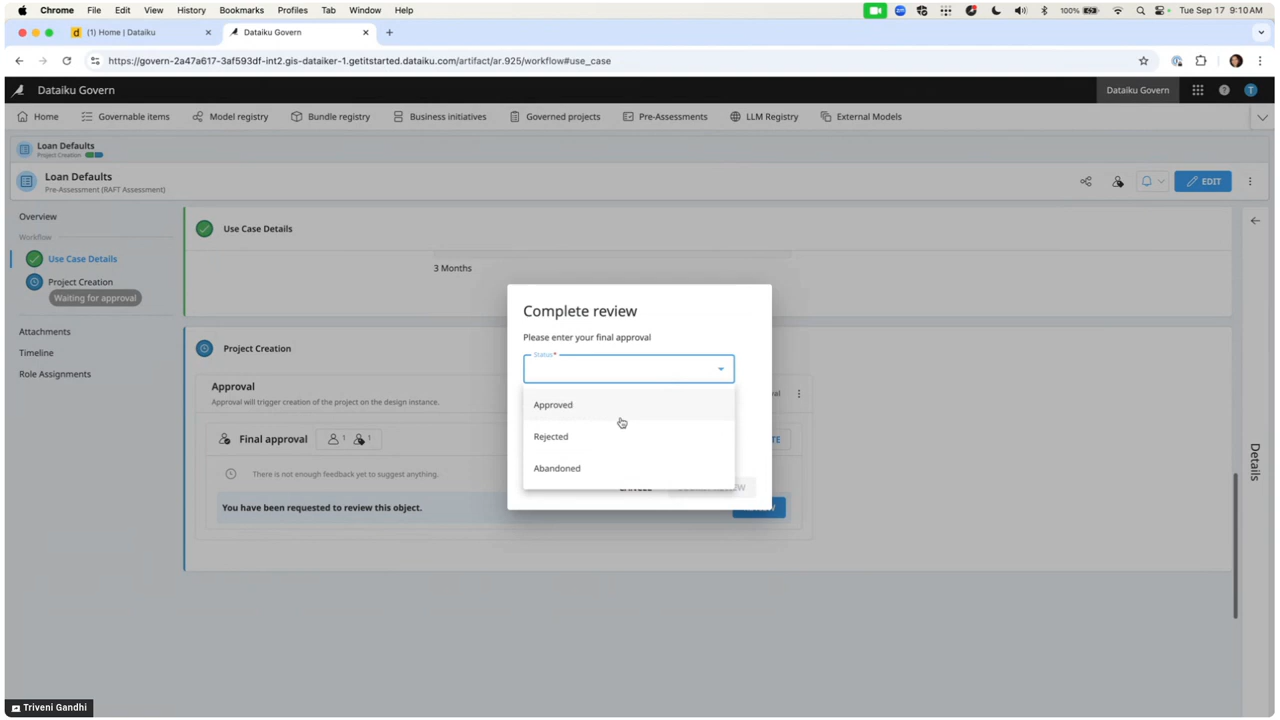 Chrome File Edit View History Bookmarks Profiles Tab Window Help 100% Tue Sep 17 9:10 AM
(1) Home | Dataiku
Dataiku Govern
https://govern-2a47a617-3af593df-int2.gis-dataiker-1.getitstarted.dataiku.com/artifact/ar.925/workflow#use_case
Dataiku Govern
Dataiku Govern
T
Home
Governable items
Model registry
Bundle registry
Business initiatives
Governed projects
Pre-Assessments
LLM Registry
External Models
Loan Defaults
Project Creation
Loan Defaults
Pre-Assessment (RAFT Assessment)
EDIT
Overview
Workflow
Use Case Details
Project Creation
Waiting for approval
Attachments
Timeline
Role Assignments
Use Case Details
3 Months
Project Creation
Approval
Approval will trigger creation of the project on the design instance.
Final approval
1
1
There is not enough feedback yet to suggest anything.
You have been requested to review this object.
Complete review
Please enter your final approval
Status*
Approved
Rejected
Abandoned
Details
Triveni Gandhi